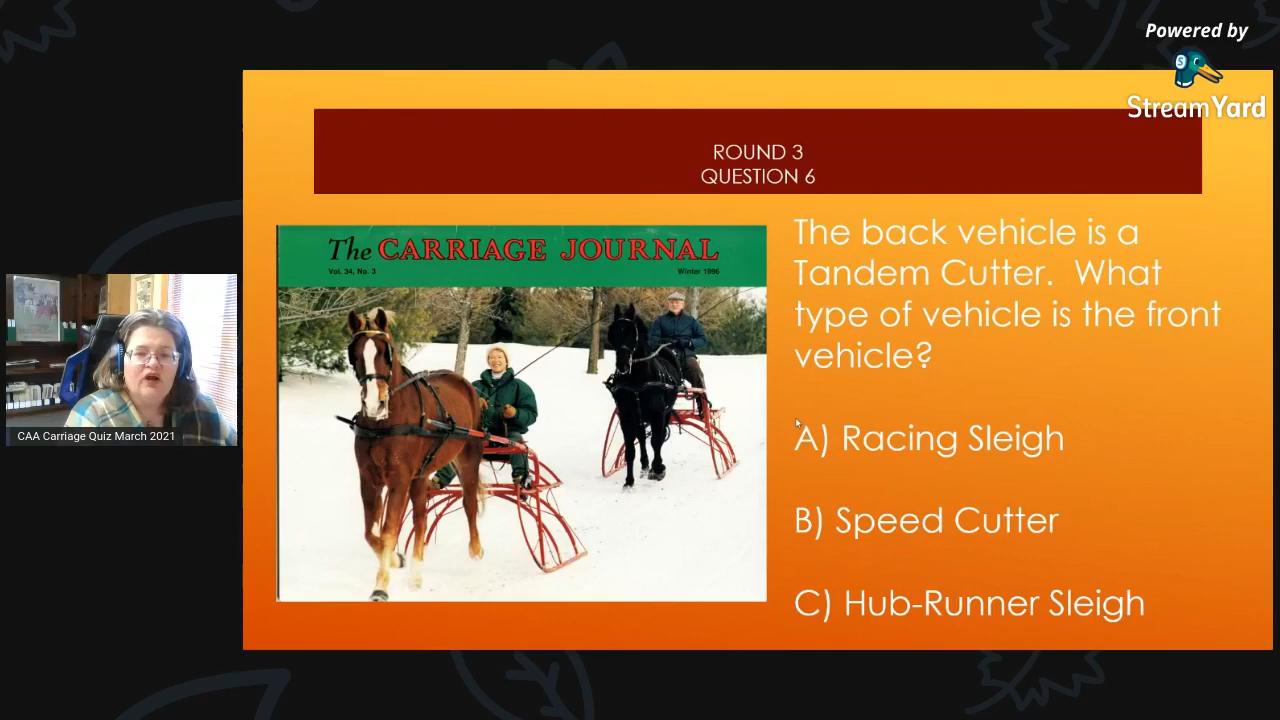 Powered by
StreamYard
ROUND 3
QUESTION 6
The CARRIAGE JOURNAL
Vol. 34, No. 3 Winter 1996
The back vehicle is a
Tandem Cutter. What
type of vehicle is the front
vehicle?
A) Racing Sleigh
B) Speed Cutter
C) Hub-Runner Sleigh
CAA Carriage Quiz March 2021